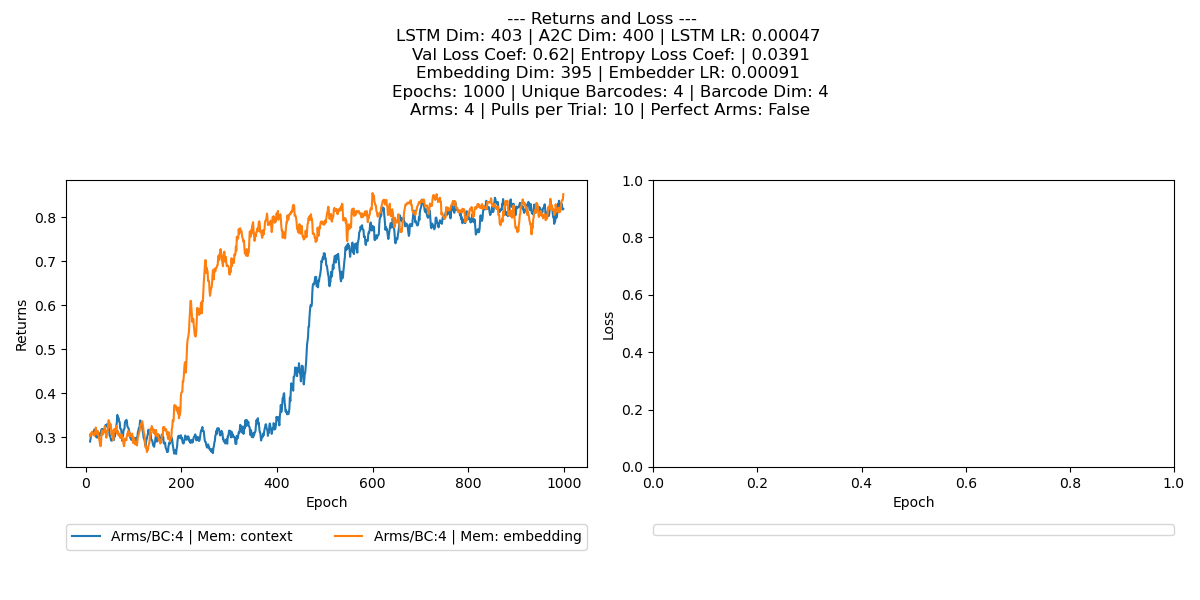 --- Returns and Loss ---
LSTM Dim: 403 | A2C Dim: 400 | LSTM LR: 0.00047
Val Loss Coef: 0.62| Entropy Loss Coef: | 0.0391
Embedding Dim: 395 | Embedder LR: 0.00091
Epochs: 1000 | Unique Barcodes: 4 | Barcode Dim: 4
Arms: 4 | Pulls per Trial: 10 | Perfect Arms: False
Returns
0.8
0.7
0.6
0.5
0.4
0.3
0 200 400 600 800 1000
Epoch
Arms/BC:4 | Mem: context
Arms/BC:4 | Mem: embedding
Loss
1.0
0.8
0.6
0.4
0.2
0.0
0.0 0.2 0.4 0.6 0.8 1.0
Epoch